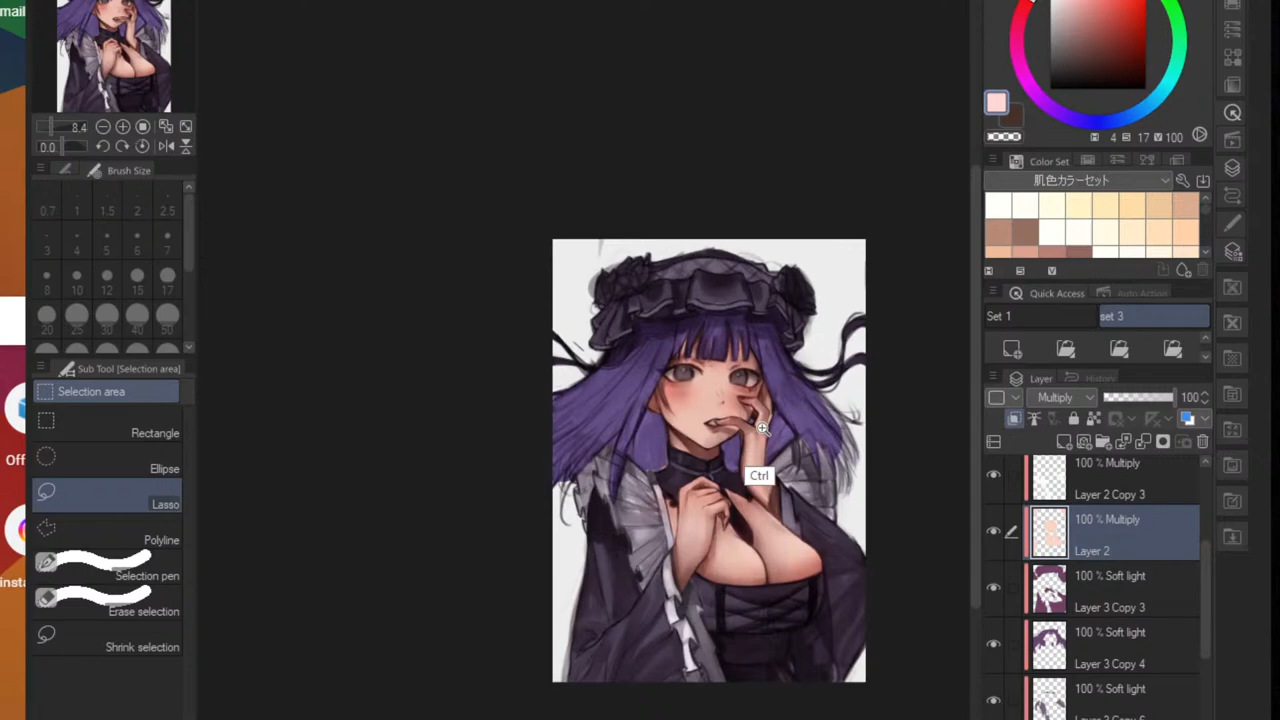 mail
8.4
0.0
Brush Size
0.7 1 1.5 2 2.5
3 4 5 6 7
8 10 12 15 17
20 25 30 40 50
Sub Tool [Selection area]
Selection area
Rectangle
Ellipse
Lasso
Polyline
Selection pen
Erase selection
Shrink selection
Off
insta
Ctrl
H 4 S 17 V 100
Color Set
肌色カラーセット
H S V
Quick Access
Auto Action
Set 1
set 3
Layer
History
Multiply
100
100 % Multiply
Layer 2 Copy 3
100 % Multiply
Layer 2
100 % Soft light
Layer 3 Copy 3
100 % Soft light
Layer 3 Copy 4
100 % Soft light